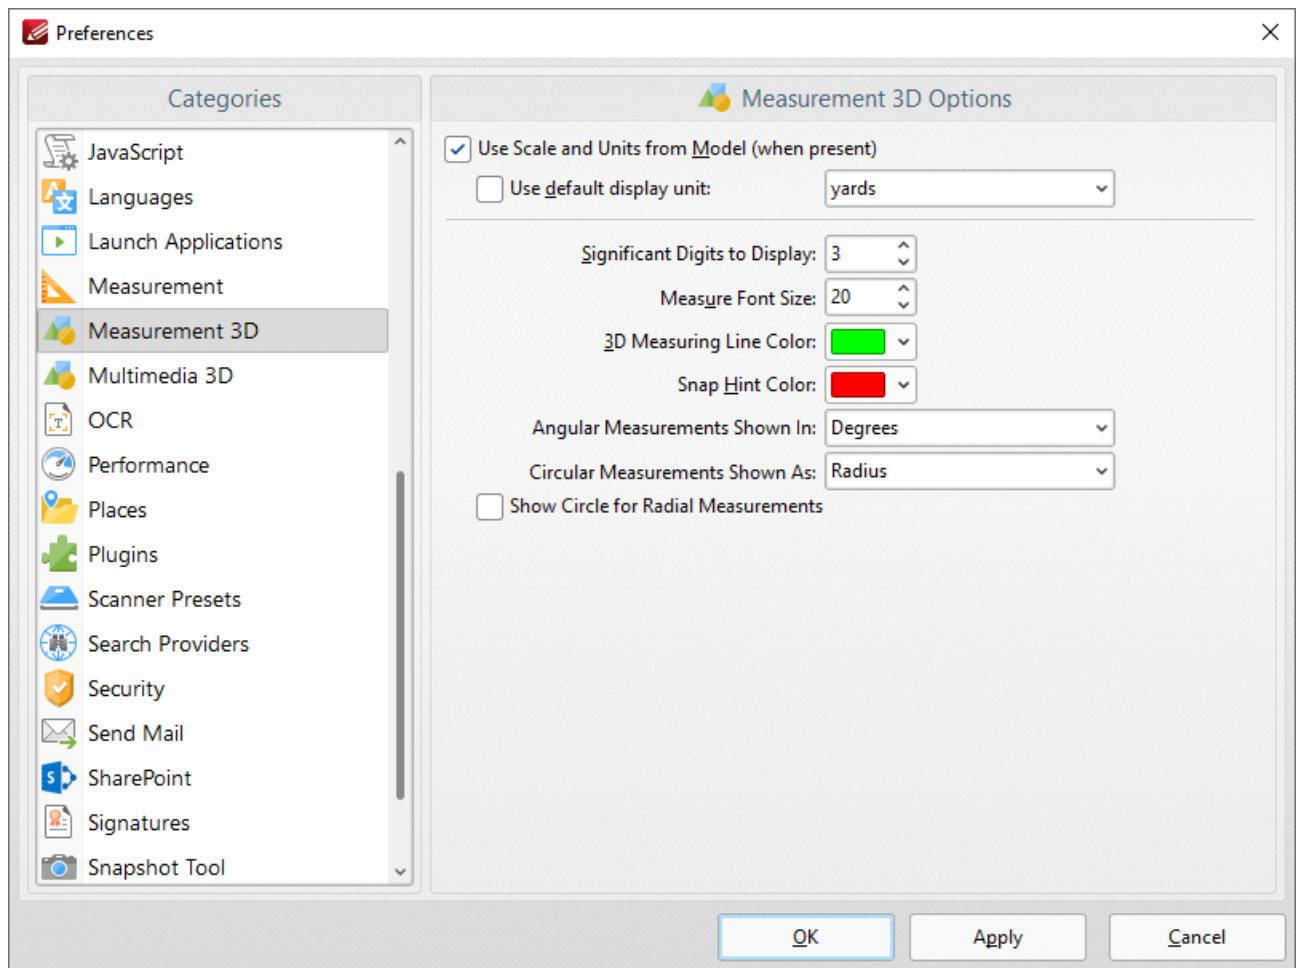 Preferences
Categories
JavaScript
Languages
Launch Applications
Measurement
Measurement 3D
Multimedia 3D
OCR
Performance
Places
Plugins
Scanner Presets
Search Providers
Security
Send Mail
SharePoint
Signatures
Snapshot Tool
Measurement 3D Options
Use Scale and Units from Model (when present)
Use default display unit: yards
Significant Digits to Display: 3
Measure Font Size: 20
3D Measuring Line Color:
Snap Hint Color:
Angular Measurements Shown In: Degrees
Circular Measurements Shown As: Radius
Show Circle for Radial Measurements
OK Apply Cancel